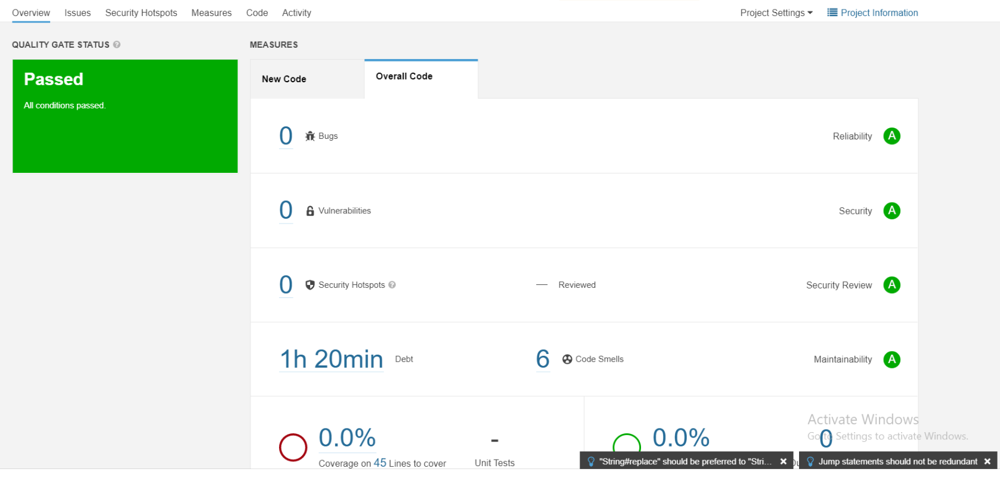 Overview Issues Security Hotspots Measures Code Activity Project Settings Project Information
QUALITY GATE STATUS ?
MEASURES
Passed
All conditions passed.
New Code
Overall Code
0 Bugs Reliability A
0 Vulnerabilities Security A
0 Security Hotspots ? — Reviewed Security Review A
1h 20min Debt 6 Code Smells Maintainability A
0.0% - 0.0% 0
Coverage on 45 Lines to cover Unit Tests
Activate Windows
Go to Settings to activate Windows.
"String#replace" should be preferred to "Stri... ×
Jump statements should not be redundant ×